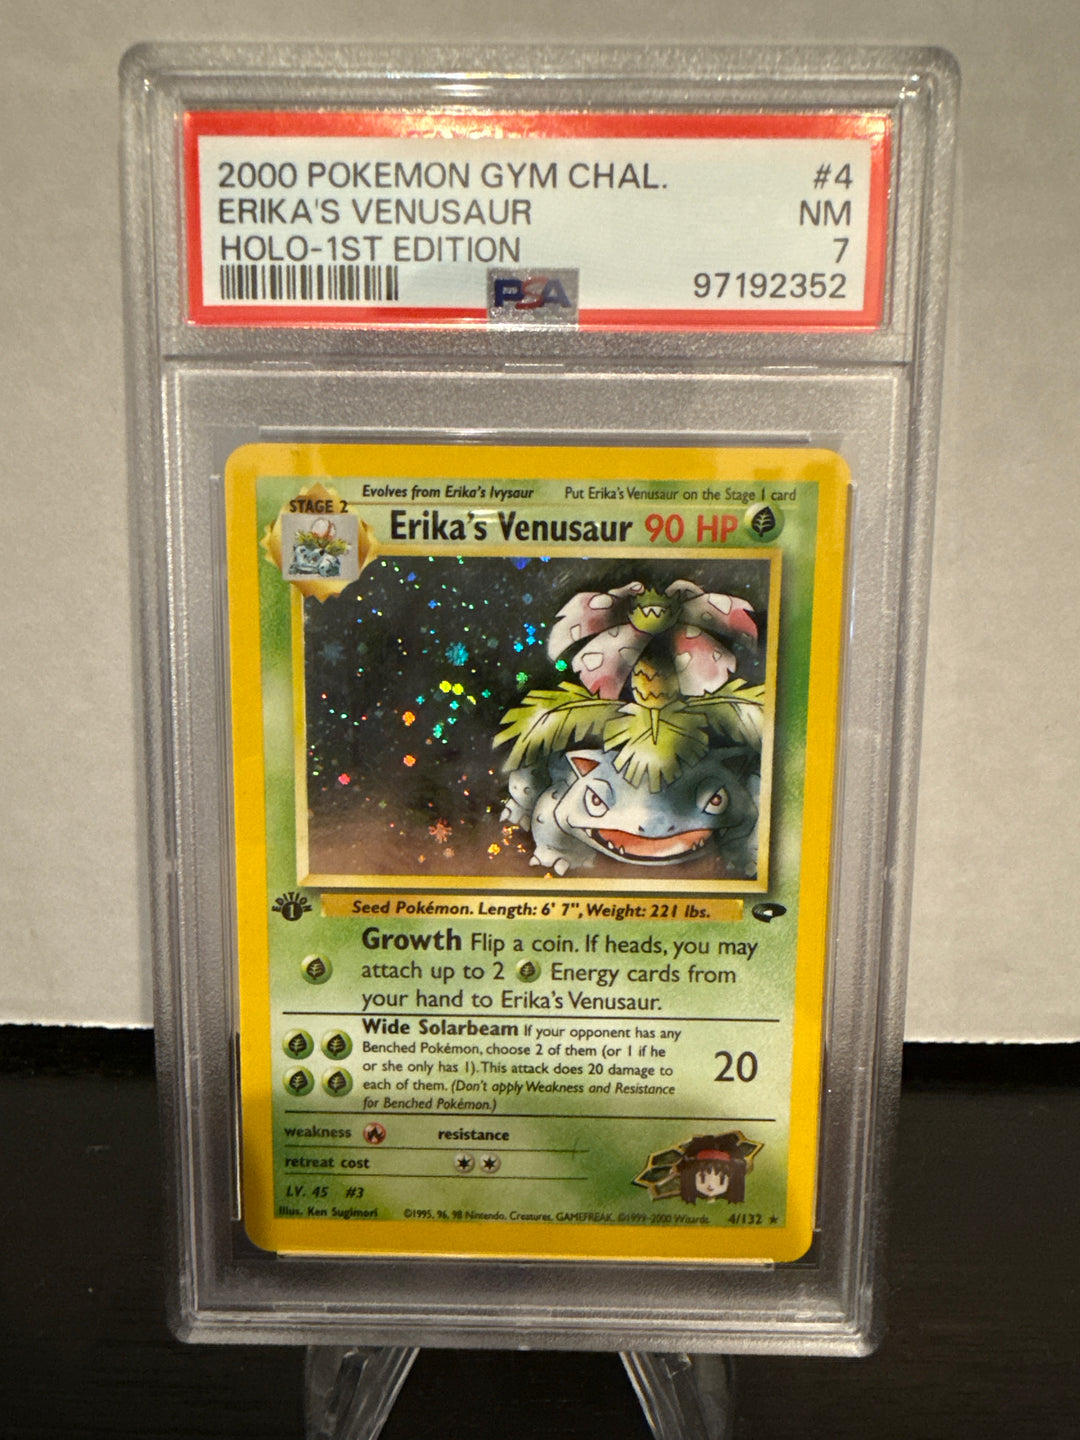 2000 POKEMON GYM CHAL. #4
ERIKA'S VENUSAUR NM
HOLO-1ST EDITION 7
PSA 97192352
Evolves from Erika's Ivysaur Put Erika's Venusaur on the Stage 1 card
STAGE 2
Erika's Venusaur 90 HP
EDITION
1
Seed Pokémon. Length: 6' 7", Weight: 221 lbs.
Growth Flip a coin. If heads, you may
attach up to 2 Energy cards from
your hand to Erika's Venusaur.
Wide Solarbeam If your opponent has any
Benched Pokémon, choose 2 of them (or 1 if he
or she only has 1). This attack does 20 damage to
each of them. (Don't apply Weakness and Resistance
for Benched Pokémon.)
20
weakness resistance
retreat cost
LV. 45 #3
Illus. Ken Sugimori ©1995, 96, 98 Nintendo, Creatures, GAMEFREAK. ©1999-2000 Wizards. 4/132 ★